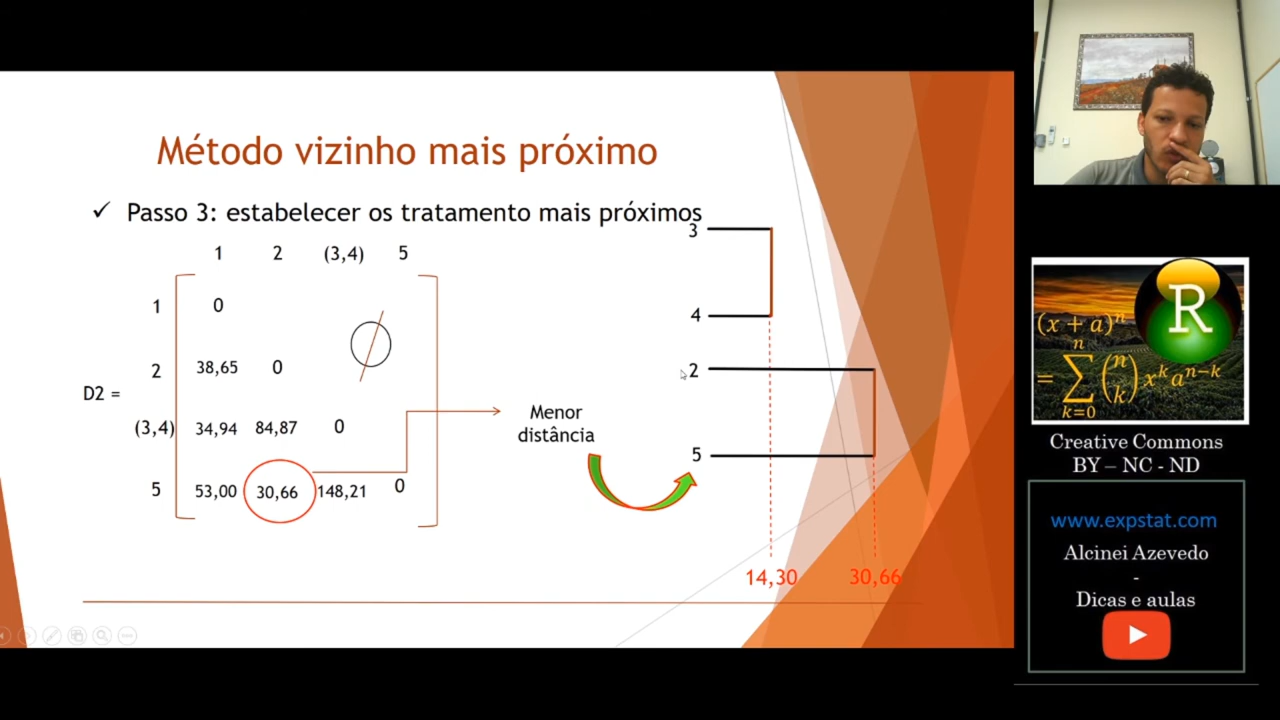 Método vizinho mais próximo
✓ Passo 3: estabelecer os tratamento mais próximos
1 2 (3,4) 5
1 0
2 38,65 0
D2 =
(3,4) 34,94 84,87 0
5 53,00 30,66 148,21 0
Menor
distância
3
4
2
5
14,30 30,66
R
(x + a)^n
= ∑_{k=0}^{n} (n k) x^k a^{n-k}
Creative Commons
BY – NC - ND
www.expstat.com
Alcinei Azevedo
-
Dicas e aulas